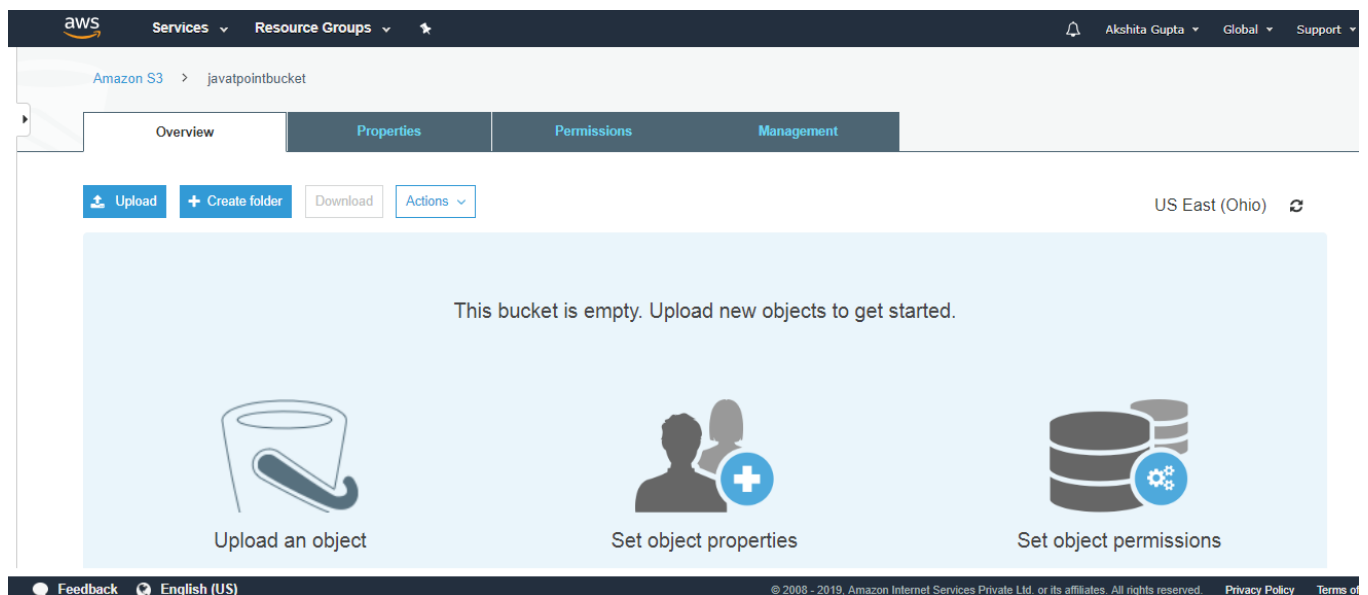 aws Services Resource Groups Akshita Gupta Global Support
Amazon S3 > javatpointbucket
Overview Properties Permissions Management
Upload + Create folder Download Actions
US East (Ohio)
This bucket is empty. Upload new objects to get started.
Upload an object Set object properties Set object permissions
Feedback English (US) © 2008 - 2019, Amazon Internet Services Private Ltd. or its affiliates. All rights reserved. Privacy Policy Terms of